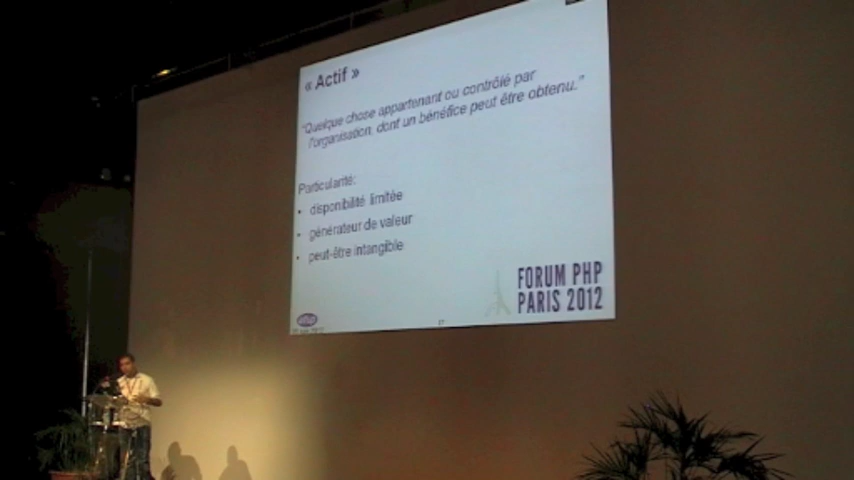 « Actif »
"Quelque chose appartenant ou contrôlé par
l'organisation, dont un bénéfice peut être obtenu."
Particularité:
• disponibilité limitée
• générateur de valeur
• peut-être intangible
FORUM PHP
PARIS 2012
afup